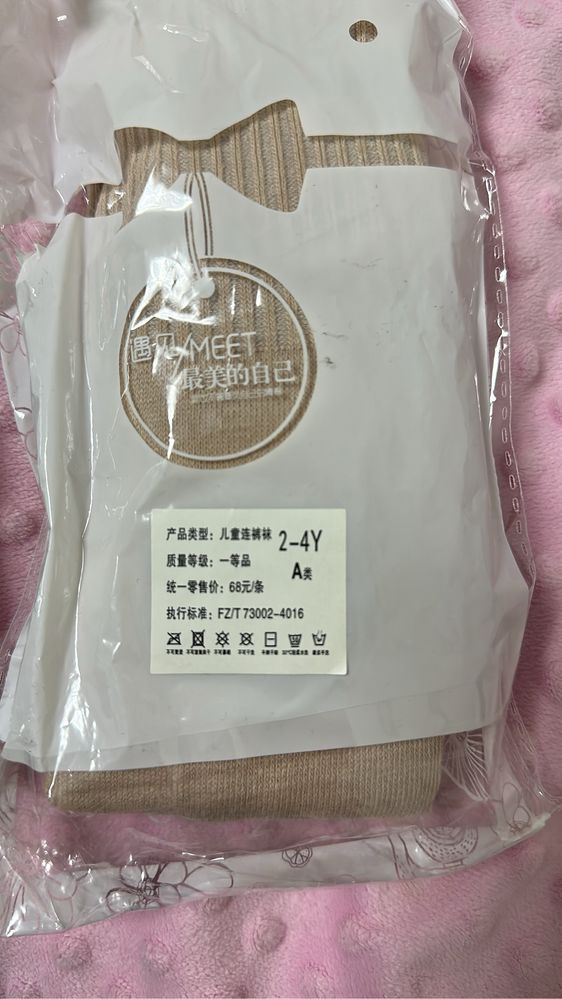 遇见MEET
最美的自己
产品类型：儿童连裤袜 2-4Y
质量等级：一等品 A类
统一零售价：68元/条
执行标准：FZ/T 73002-4016